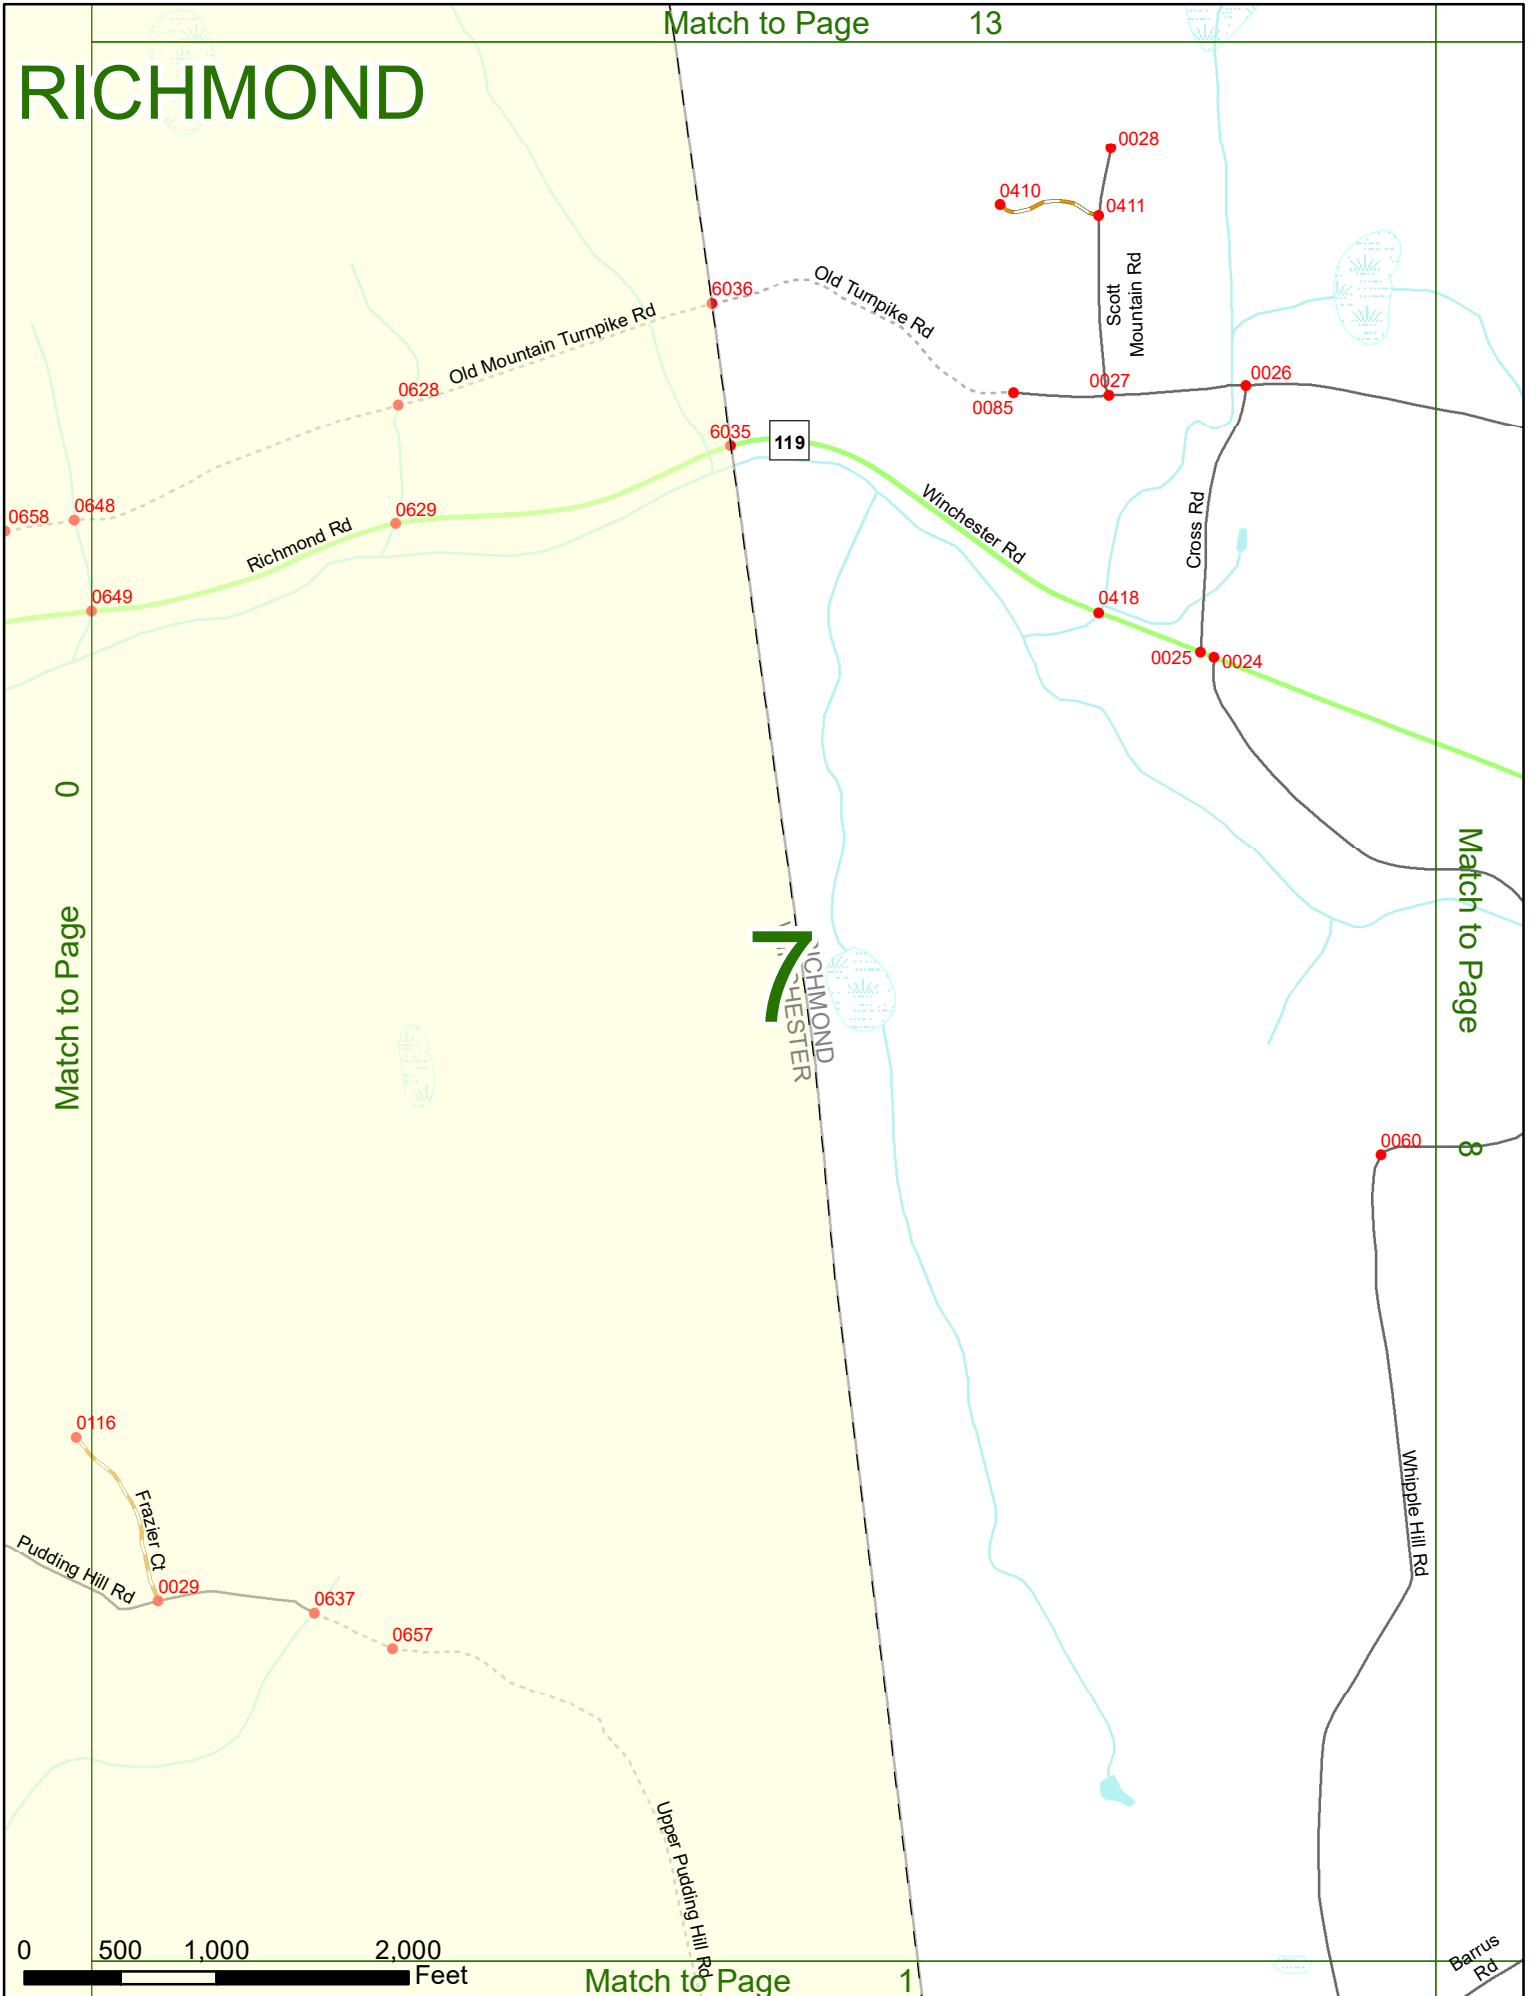 Match to Page 13
RICHMOND
0028
0410
0411
Scott
Mountain Rd
6036
Old Turnpike Rd
Old Mountain Turnpike Rd
0628
0027
0026
0085
6035
119
0658
0648
0629
Richmond Rd
Winchester Rd
Cross Rd
0649
0418
0025
0024
Match to Page 0
Match to Page 8
7
RICHMOND
WINCHESTER
0060
0116
Frazier Ct
Pudding Hill Rd
0029
0637
0657
Whipple Hill Rd
Upper Pudding Hill Rd
Barrus
Rd
0 500 1,000 2,000
Feet
Match to Page 1